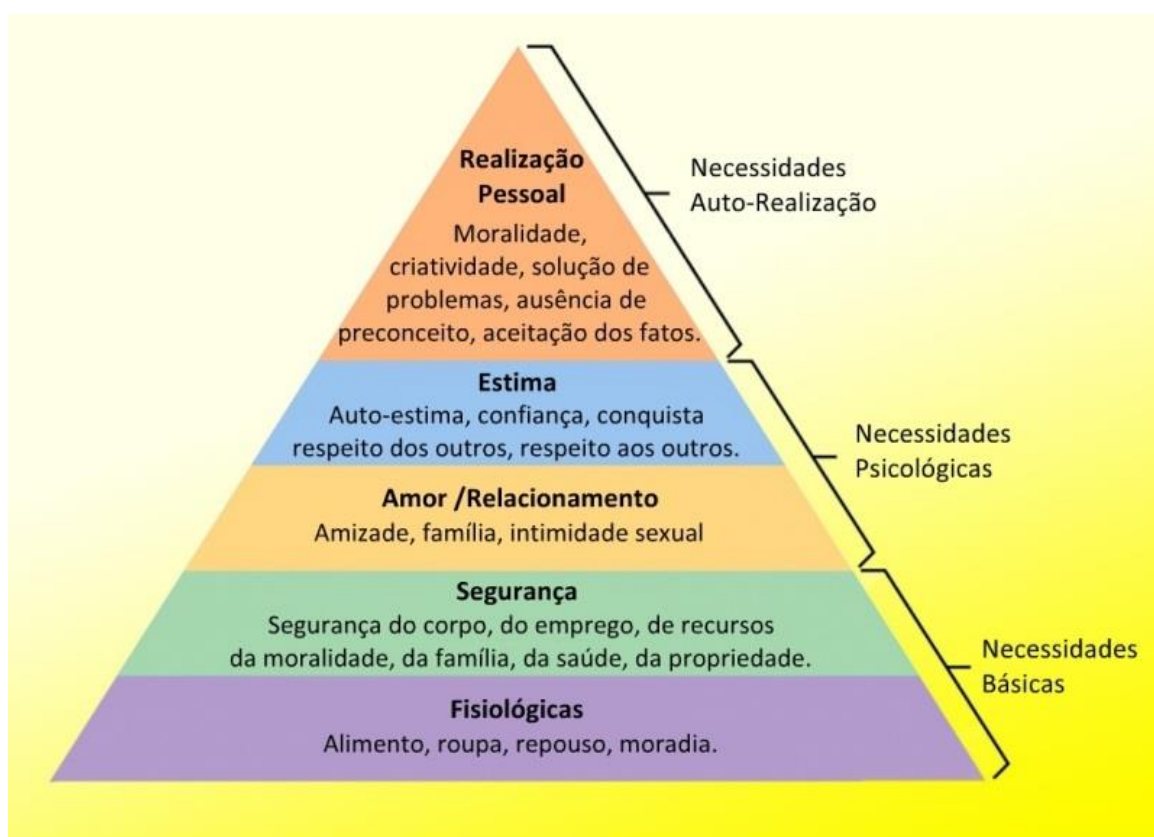 Realização
Pessoal
Moralidade,
criatividade, solução de
problemas, ausência de
preconceito, aceitação dos fatos.
Necessidades
Auto-Realização
Estima
Auto-estima, confiança, conquista
respeito dos outros, respeito aos outros.
Amor /Relacionamento
Amizade, família, intimidade sexual
Necessidades
Psicológicas
Segurança
Segurança do corpo, do emprego, de recursos
da moralidade, da família, da saúde, da propriedade.
Fisiológicas
Alimento, roupa, repouso, moradia.
Necessidades
Básicas